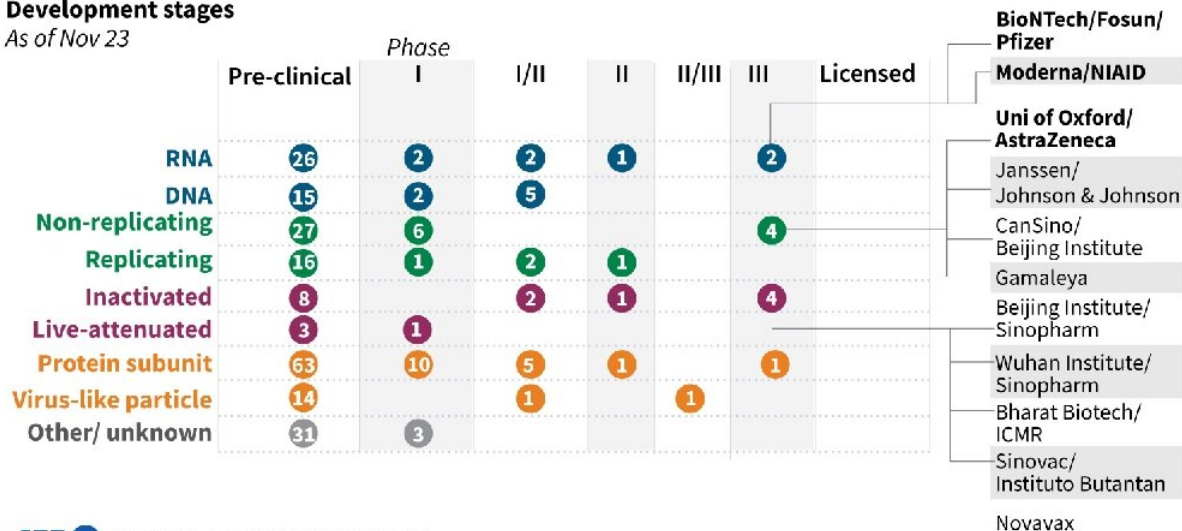 Development stages
As of Nov 23
Phase
Pre-clinical I I/II II II/III III Licensed
RNA 26 2 2 1 2
DNA 15 2 5
Non-replicating 27 6 4
Replicating 16 1 2 1
Inactivated 8 2 1 4
Live-attenuated 3 1
Protein subunit 63 10 5 1 1
Virus-like particle 14 1 1
Other/ unknown 31 3
BioNTech/Fosun/
Pfizer
Moderna/NIAID
Uni of Oxford/
AstraZeneca
Janssen/
Johnson & Johnson
CanSino/
Beijing Institute
Gamaleya
Beijing Institute/
Sinopharm
Wuhan Institute/
Sinopharm
Bharat Biotech/
ICMR
Sinovac/
Instituto Butantan
Novavax